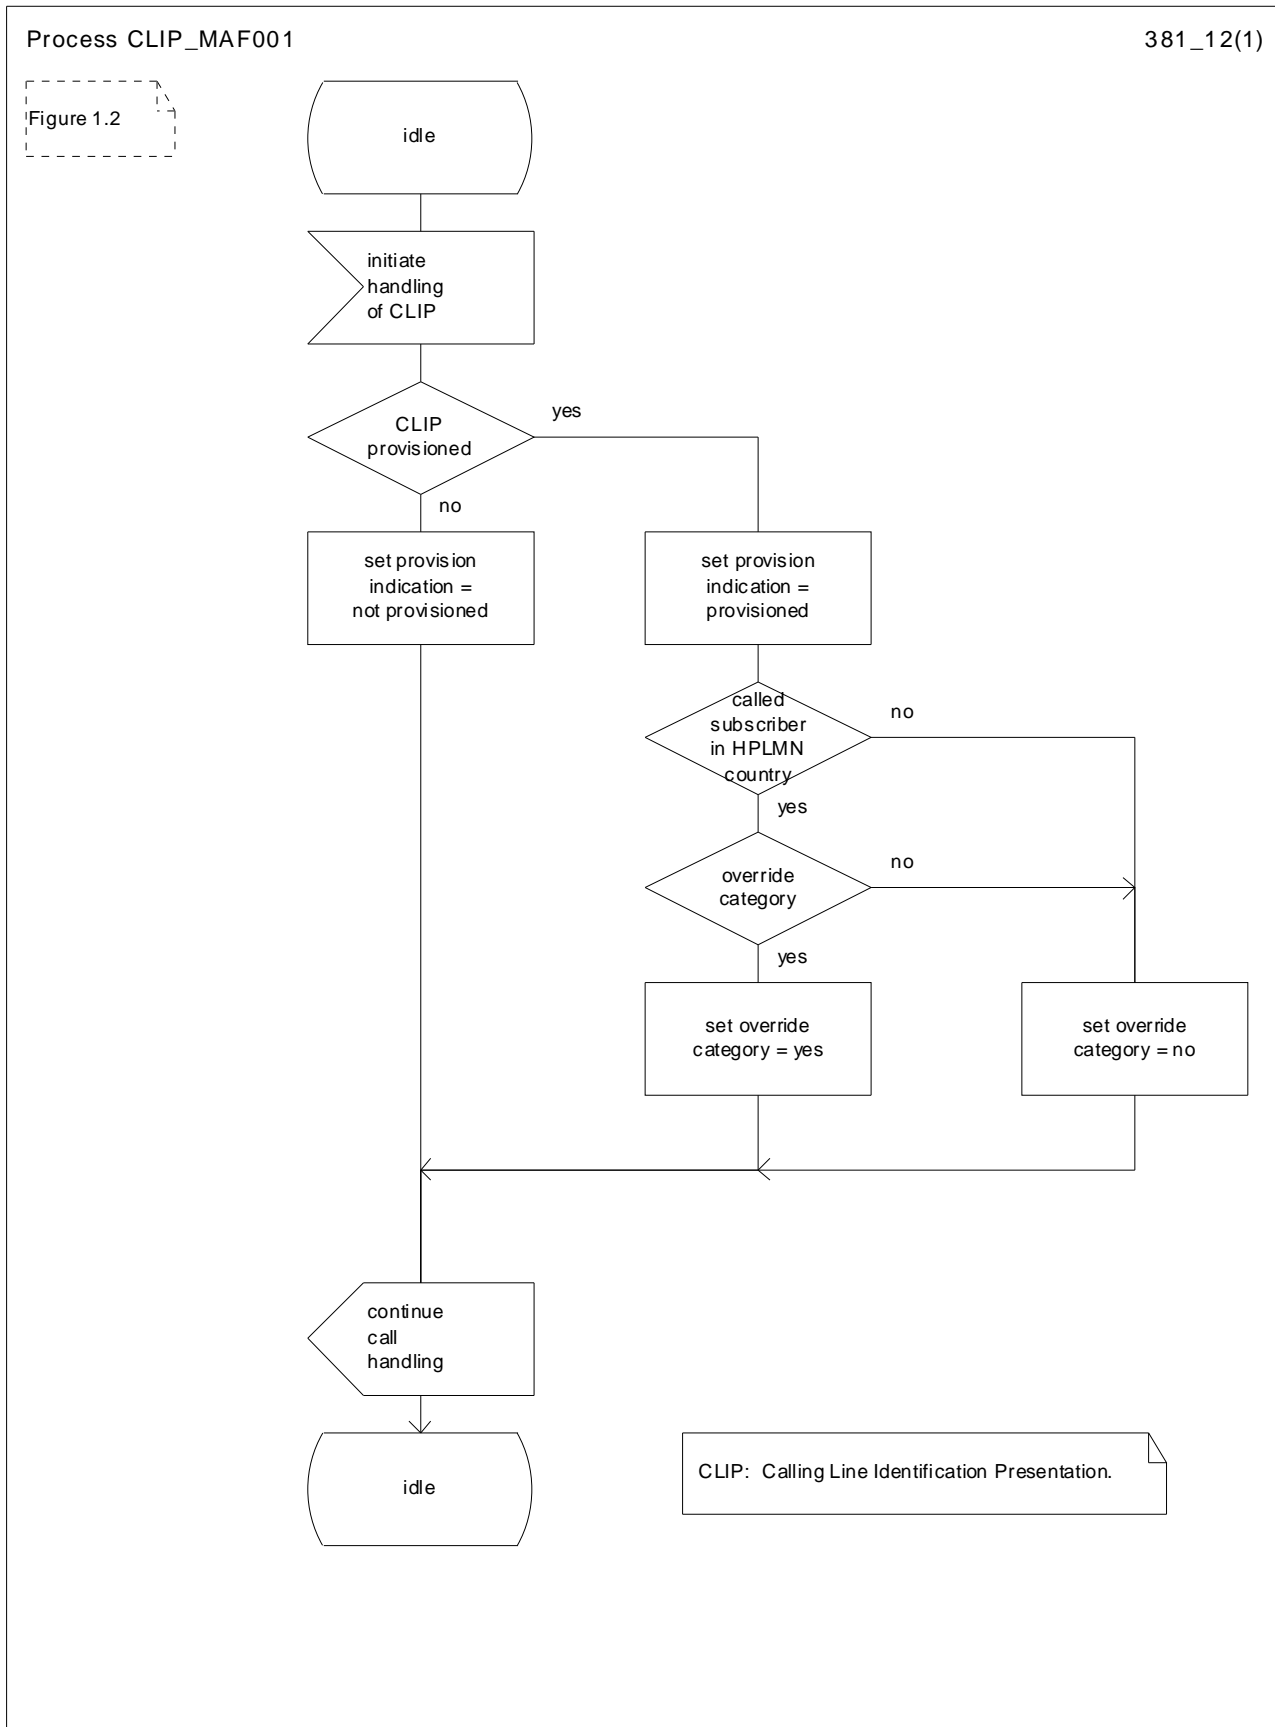 Process CLIP_MAF001
381_12(1)
Figure 1.2
idle
initiate
handling
of CLIP
CLIP
provisioned
yes
no
set provision
indication =
not provisioned
set provision
indication =
provisioned
called
subscriber
in HPLMN
country
no
yes
override
category
no
yes
set override
category = yes
set override
category = no
continue
call
handling
idle
CLIP: Calling Line Identification Presentation.